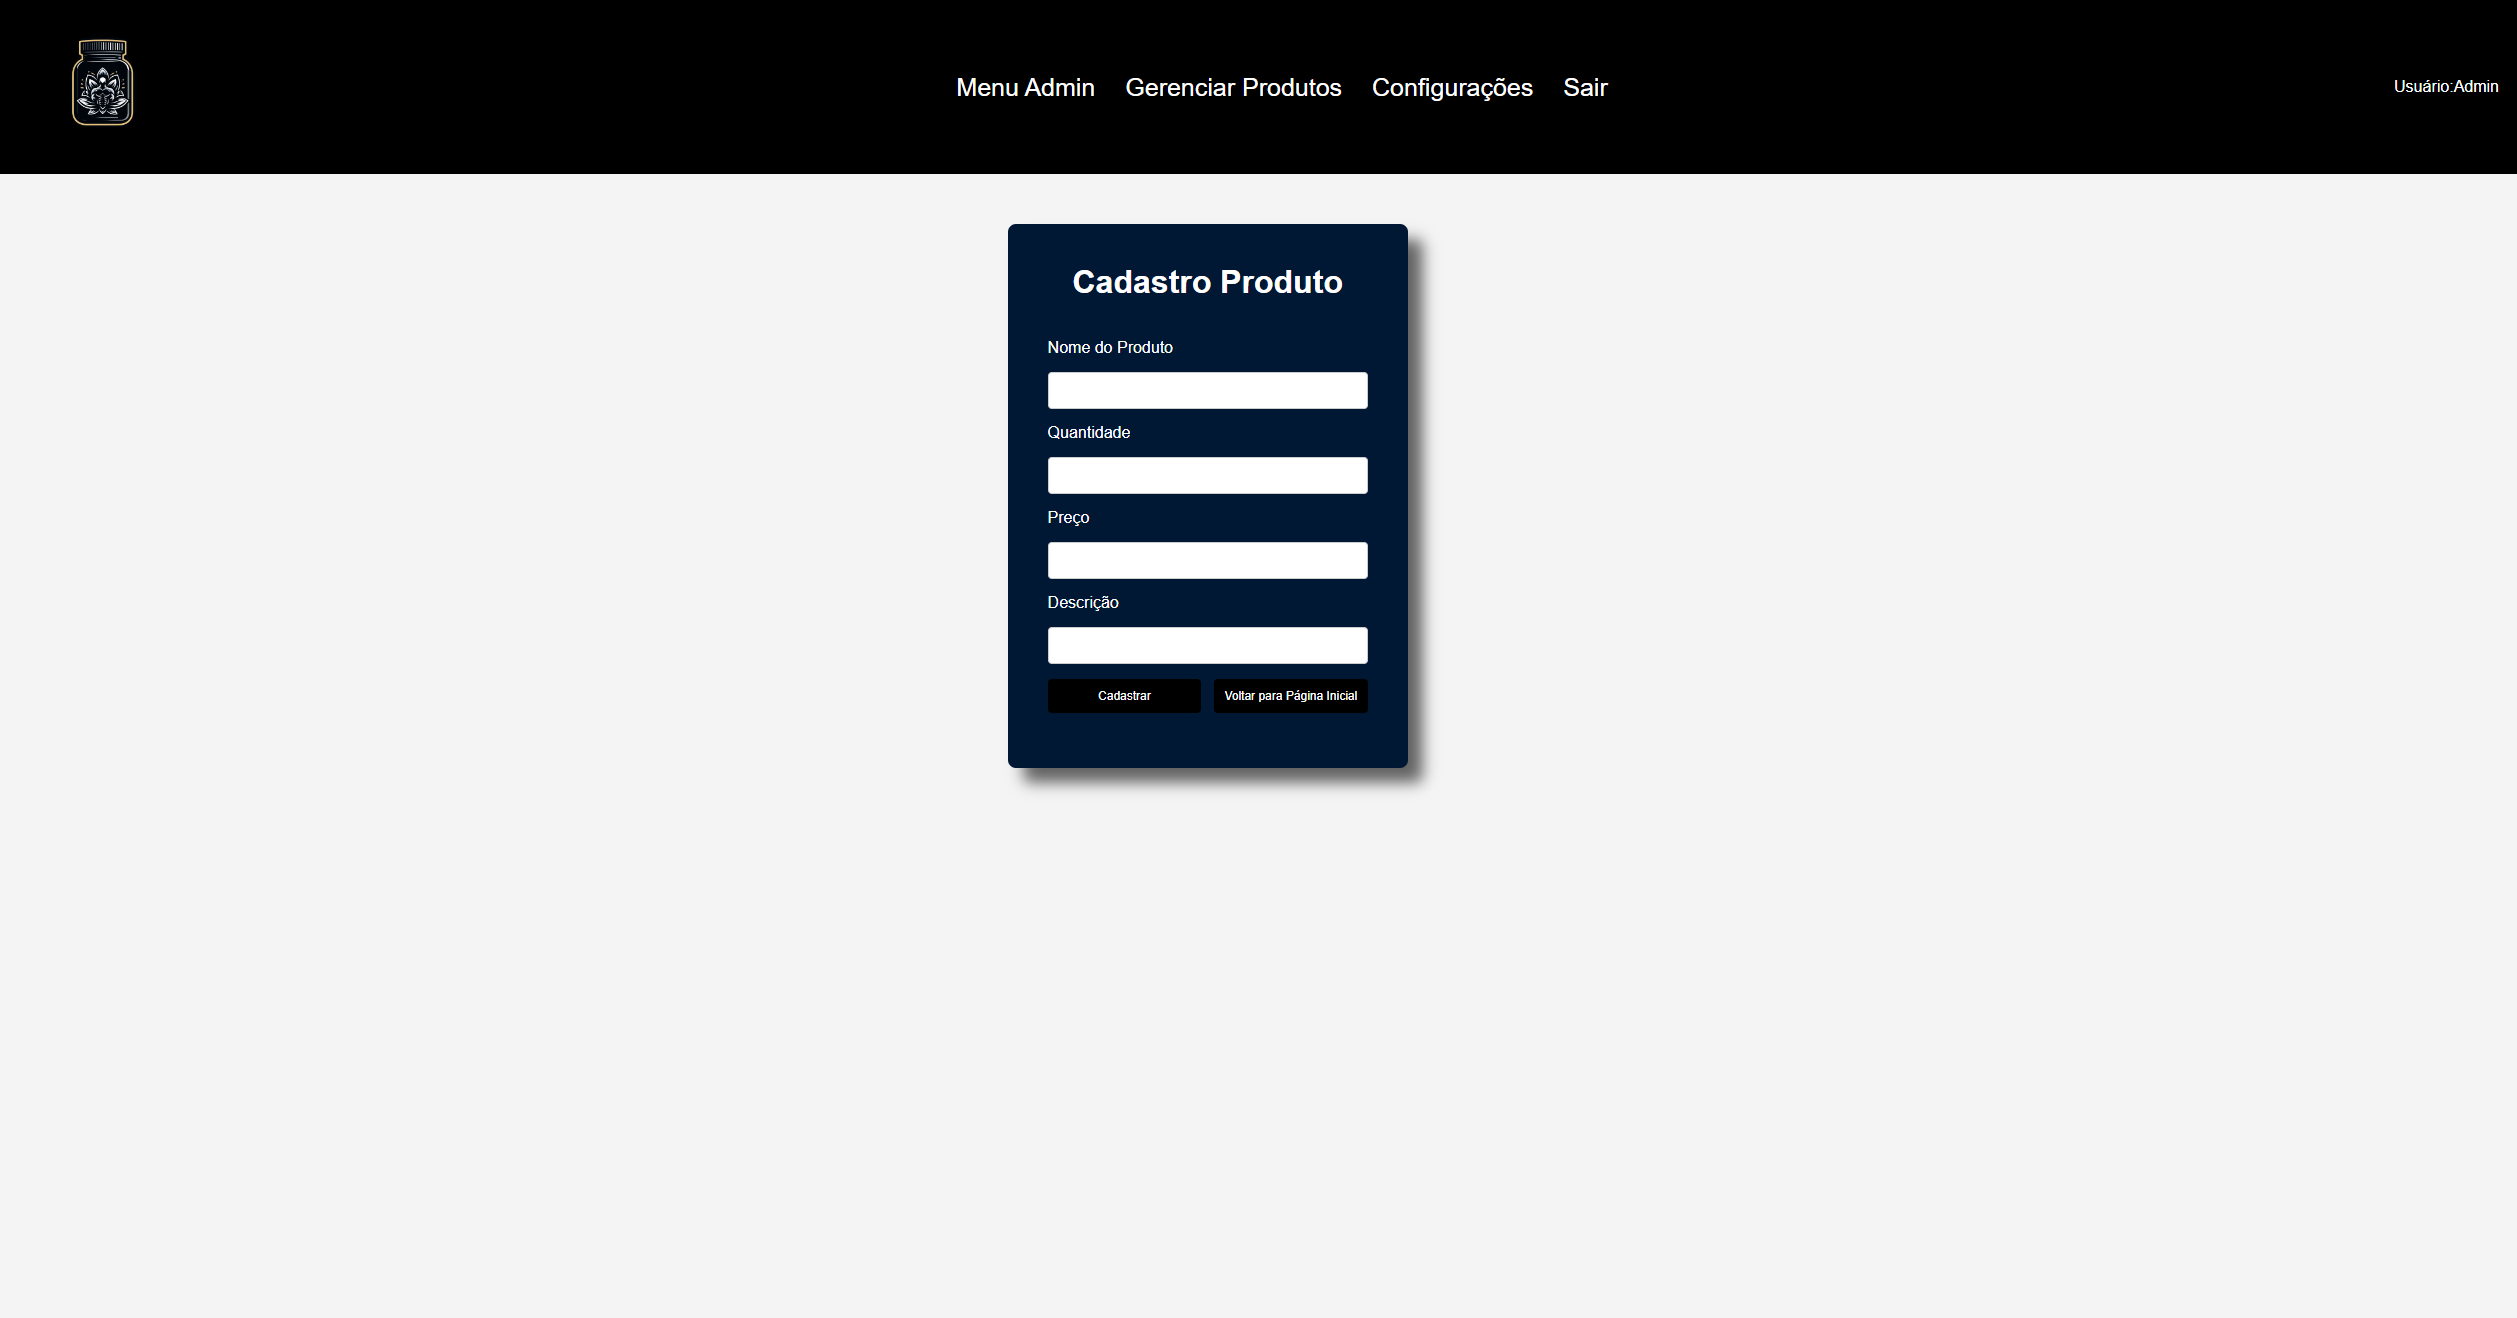 Menu Admin Gerenciar Produtos Configurações Sair Usuário:Admin
Cadastro Produto
Nome do Produto
Quantidade
Preço
Descrição
Cadastrar Voltar para Página Inicial